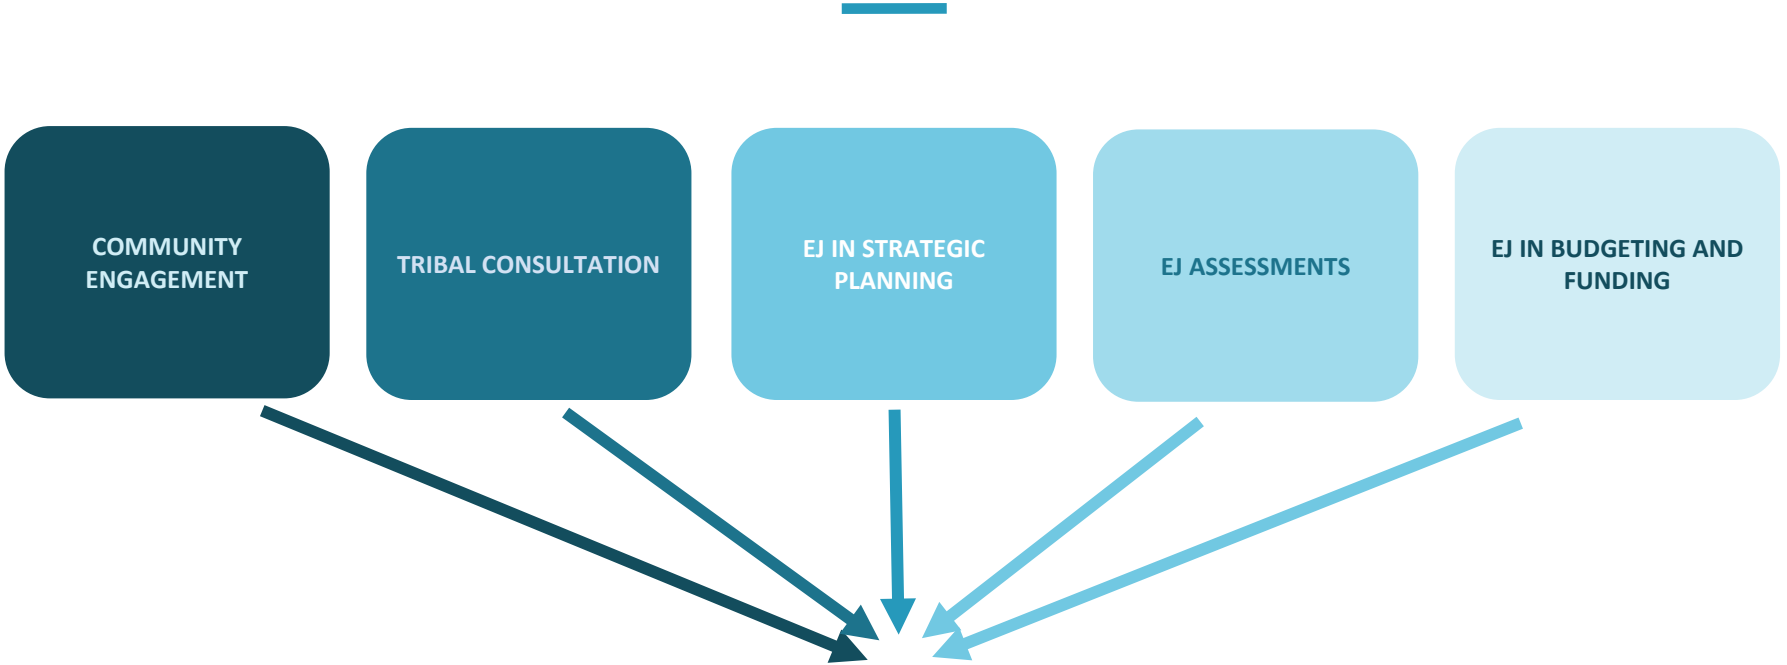 COMMUNITY
ENGAGEMENT
TRIBAL CONSULTATION
EJ IN STRATEGIC
PLANNING
EJ ASSESSMENTS
EJ IN BUDGETING AND
FUNDING